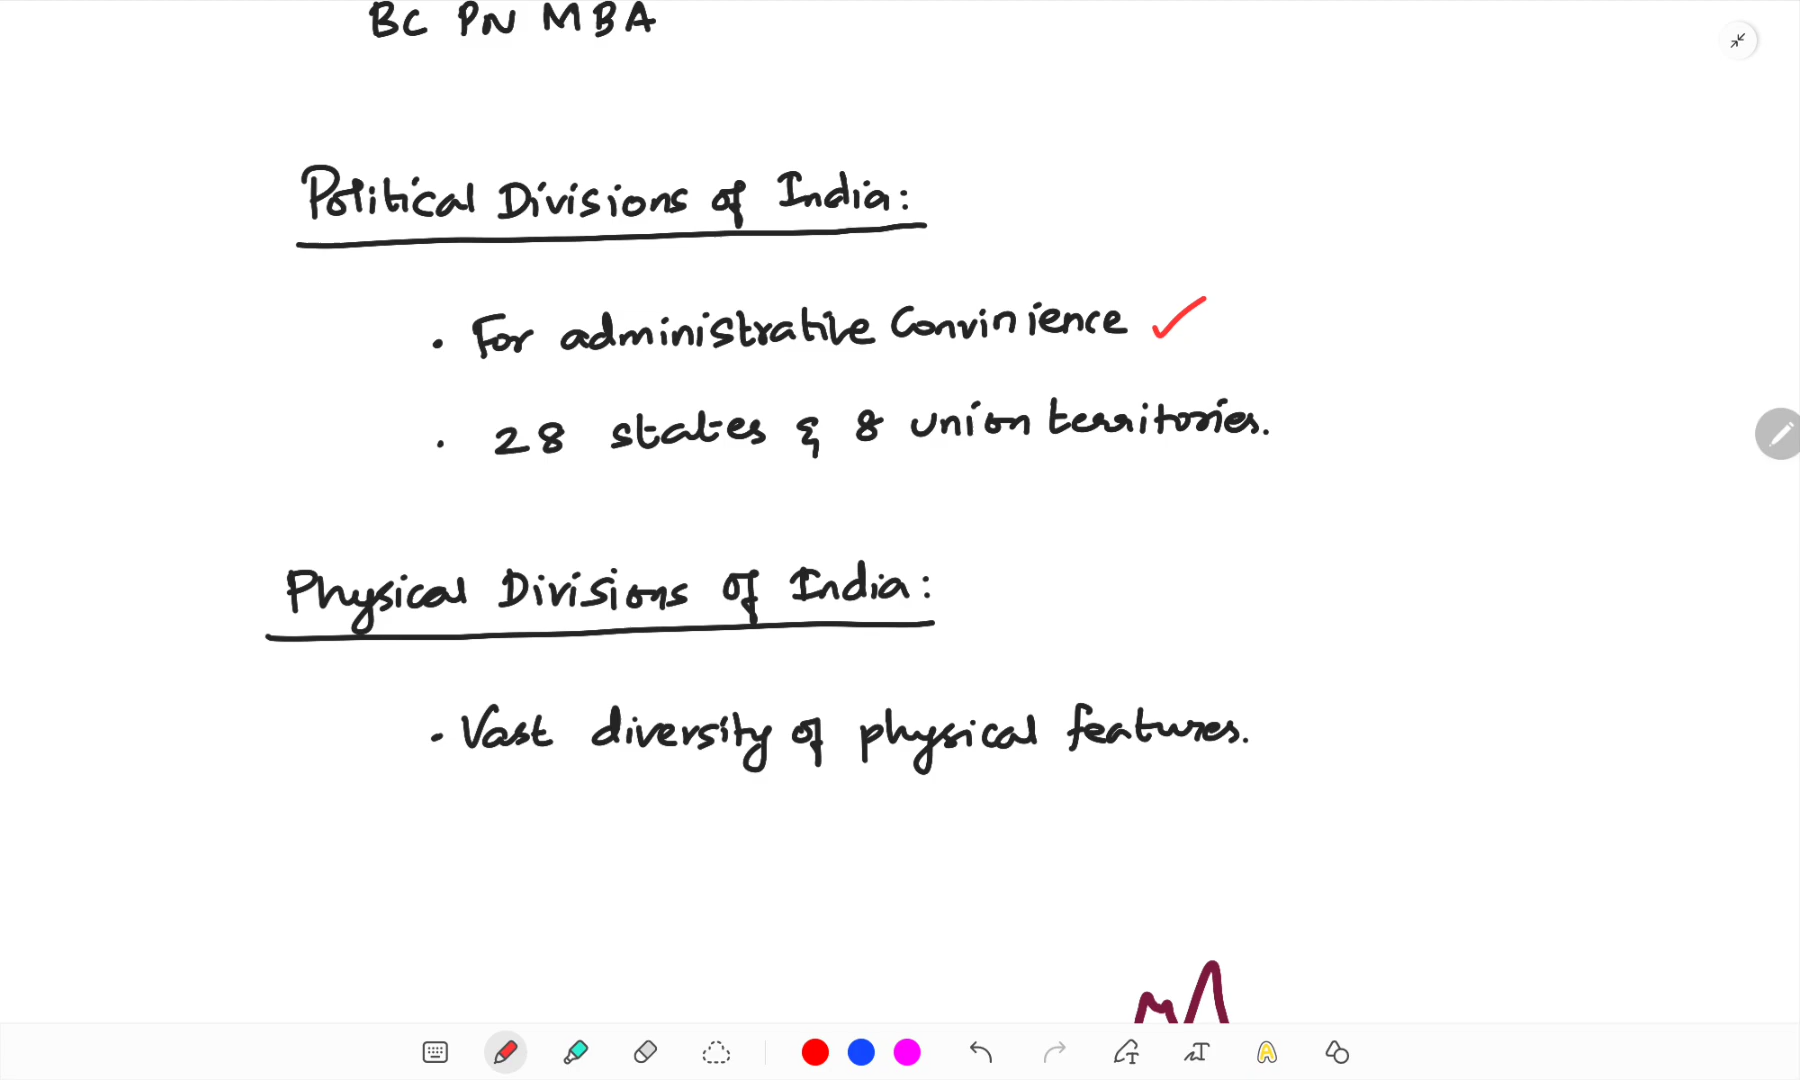 BC PN MBA
Political Divisions of India:
. For administrative Convinience ✓
. 28 states & 8 union territories.
Physical Divisions of India:
. Vast diversity of physical features.